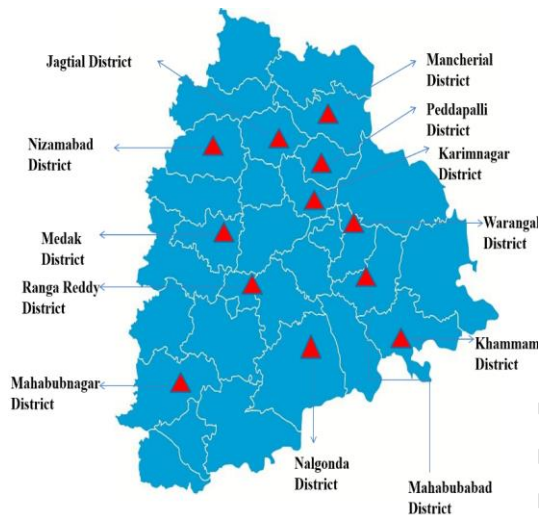 Jagtial District
Mancherial
District
Peddapalli
District
Karimnagar
District
Nizamabad
District
Warangal
District
Medak
District
Ranga Reddy
District
Khammam
District
Mahabubnagar
District
Nalgonda
District
Mahabubabad
District